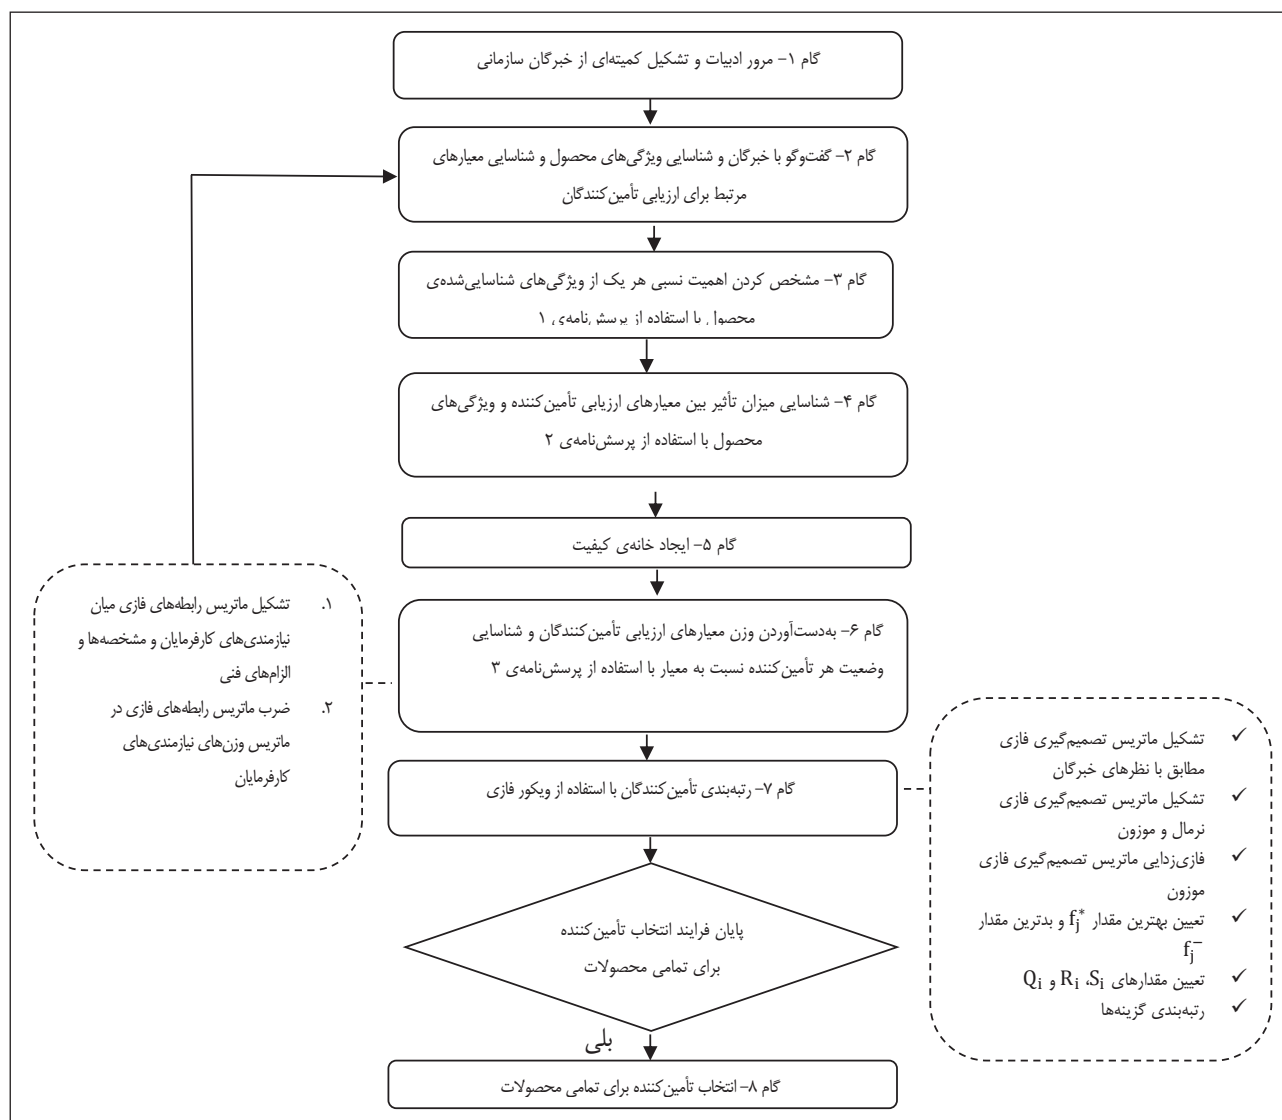 گام ۱- مرور ادبیات و تشکیل کمیته‌ای از خبرگان سازمانی
گام ۲- گفت‌وگو با خبرگان و شناسایی ویژگی‌های محصول و شناسایی معیارهای
مرتبط برای ارزیابی تأمین‌کنندگان
گام ۳- مشخص کردن اهمیت نسبی هر یک از ویژگی‌های شناسایی‌شده‌ی
محصول با استفاده از پرسش‌نامه‌ی ۱
گام ۴- شناسایی میزان تأثیر بین معیارهای ارزیابی تأمین‌کننده و ویژگی‌های
محصول با استفاده از پرسش‌نامه‌ی ۲
گام ۵- ایجاد خانه‌ی کیفیت
گام ۶- به‌دست‌آوردن وزن معیارهای ارزیابی تأمین‌کنندگان و شناسایی
وضعیت هر تأمین‌کننده نسبت به معیار با استفاده از پرسش‌نامه‌ی ۳
۱. تشکیل ماتریس رابطه‌های فازی میان
نیازمندی‌های کارفرمایان و مشخصه‌ها و
الزام‌های فنی
۲. ضرب ماتریس رابطه‌های فازی در
ماتریس وزن‌های نیازمندی‌های
کارفرمایان
گام ۷- رتبه‌بندی تأمین‌کنندگان با استفاده از ویکور فازی
✓ تشکیل ماتریس تصمیم‌گیری فازی
مطابق با نظرهای خبرگان
✓ تشکیل ماتریس تصمیم‌گیری فازی
نرمال و موزون
✓ فازی‌زدایی ماتریس تصمیم‌گیری فازی
موزون
✓ تعیین بهترین مقدار f_j^* و بدترین مقدار
f_j^-
✓ تعیین مقدارهای S_i، R_i و Q_i
✓ رتبه‌بندی گزینه‌ها
پایان فرایند انتخاب تأمین‌کننده
برای تمامی محصولات
بلی
گام ۸- انتخاب تأمین‌کننده برای تمامی محصولات